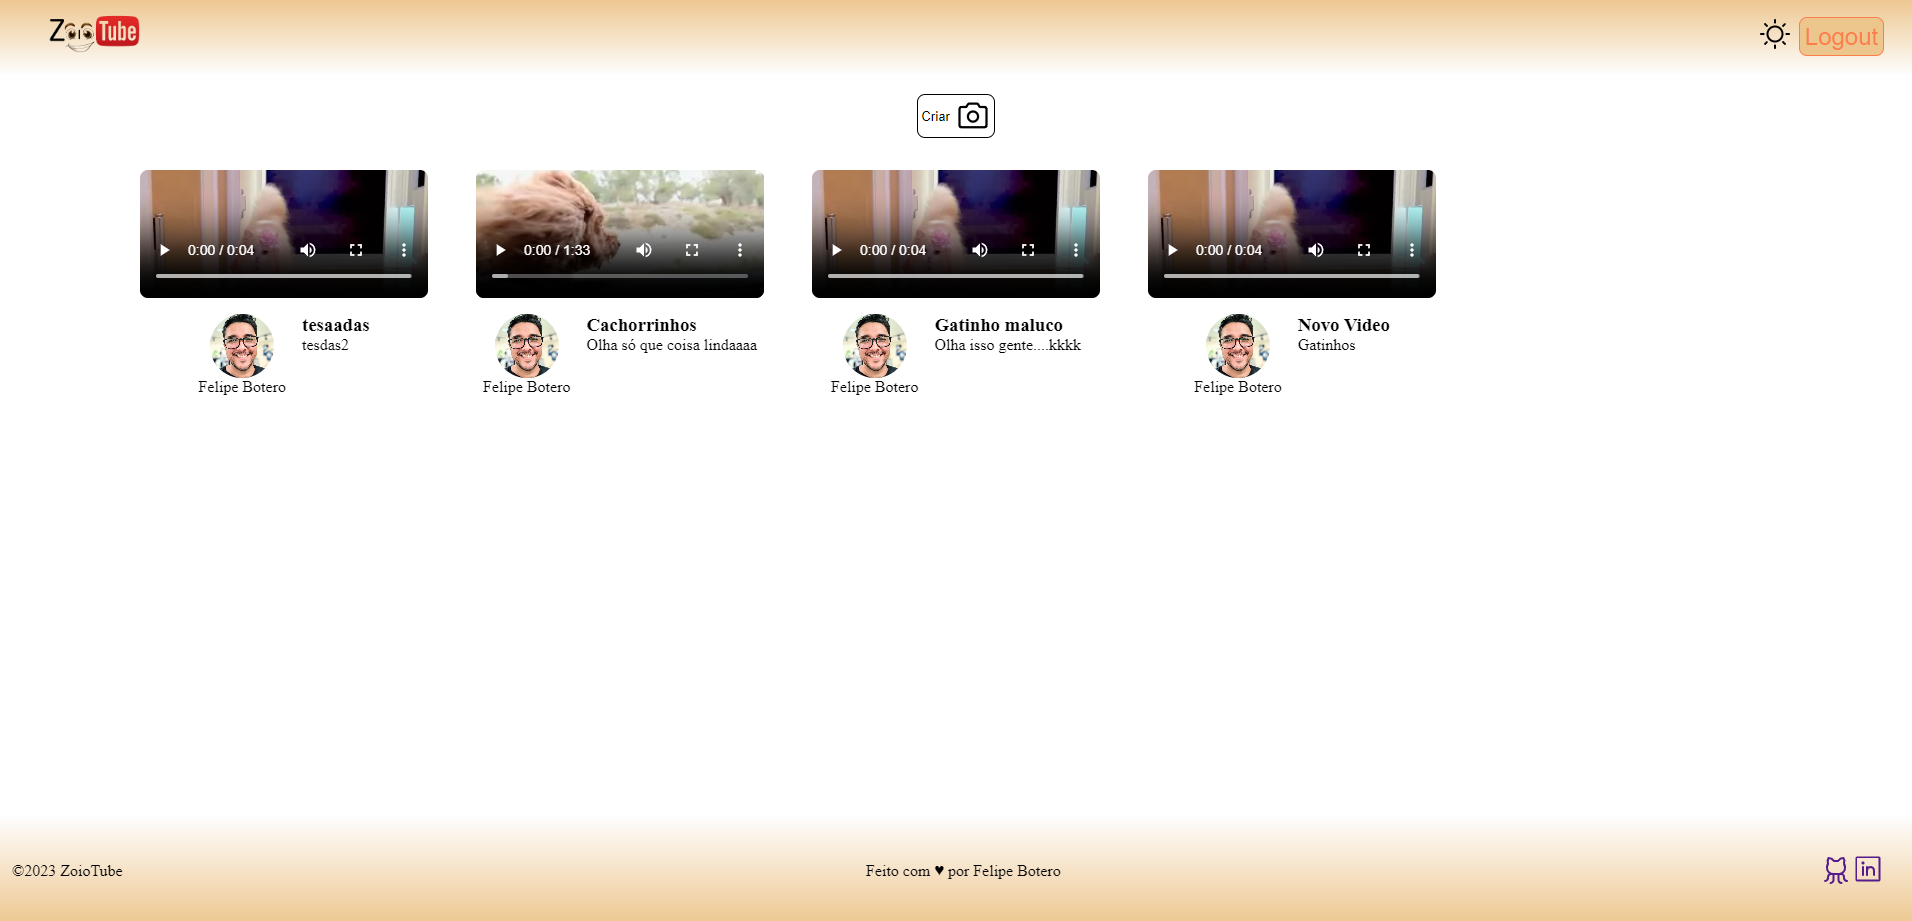 ZoioTube
Logout
Criar
0:00 / 0:04
0:00 / 1:33
0:00 / 0:04
0:00 / 0:04
tesaadas
tesdas2
Felipe Botero
Cachorrinhos
Olha só que coisa lindaaaa
Felipe Botero
Gatinho maluco
Olha isso gente....kkkk
Felipe Botero
Novo Video
Gatinhos
Felipe Botero
©2023 ZoioTube
Feito com ♥ por Felipe Botero
in